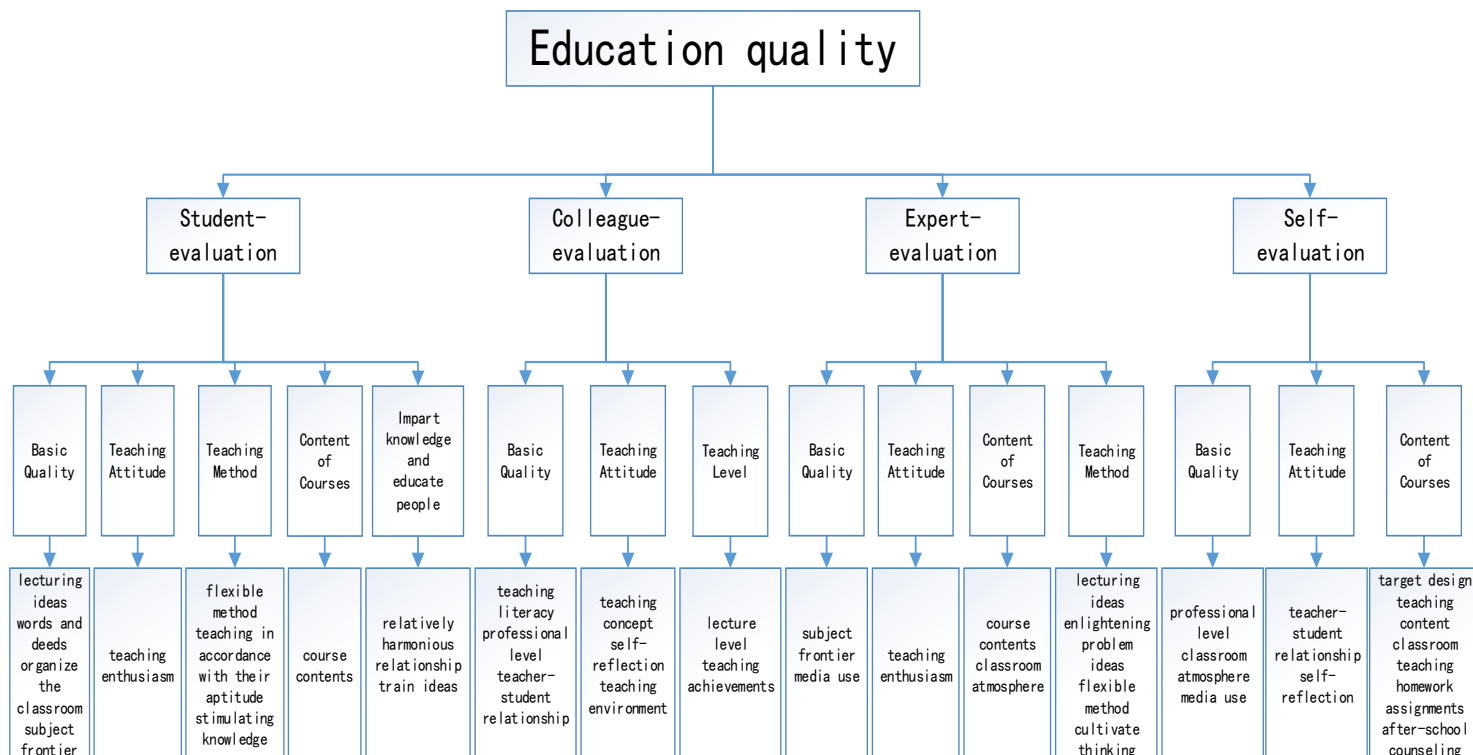 Education quality
Student-
evaluation
Colleague-
evaluation
Expert-
evaluation
Self-
evaluation
Basic
Quality
Teaching
Attitude
Teaching
Method
Content
of
Courses
Impart
knowledge
and
educate
people
Basic
Quality
Teaching
Attitude
Teaching
Level
Basic
Quality
Teaching
Attitude
Content
of
Courses
Teaching
Method
Basic
Quality
Teaching
Attitude
Content
of
Courses
lecturing
ideas
words and
deeds
organize
the
classroom
subject
frontier
teaching
enthusiasm
flexible
method
teaching in
accordance
with their
aptitude
stimulating
knowledge
course
contents
relatively
harmonious
relationship
train ideas
teaching
literacy
professional
level
teacher-
student
relationship
teaching
concept
self-
reflection
teaching
environment
lecture
level
teaching
achievements
subject
frontier
media use
teaching
enthusiasm
course
contents
classroom
atmosphere
lecturing
ideas
enlightening
problem
ideas
flexible
method
cultivate
thinking
professional
level
classroom
atmosphere
media use
teacher-
student
relationship
self-
reflection
target design
teaching
content
classroom
teaching
homework
assignments
after-school
counseling